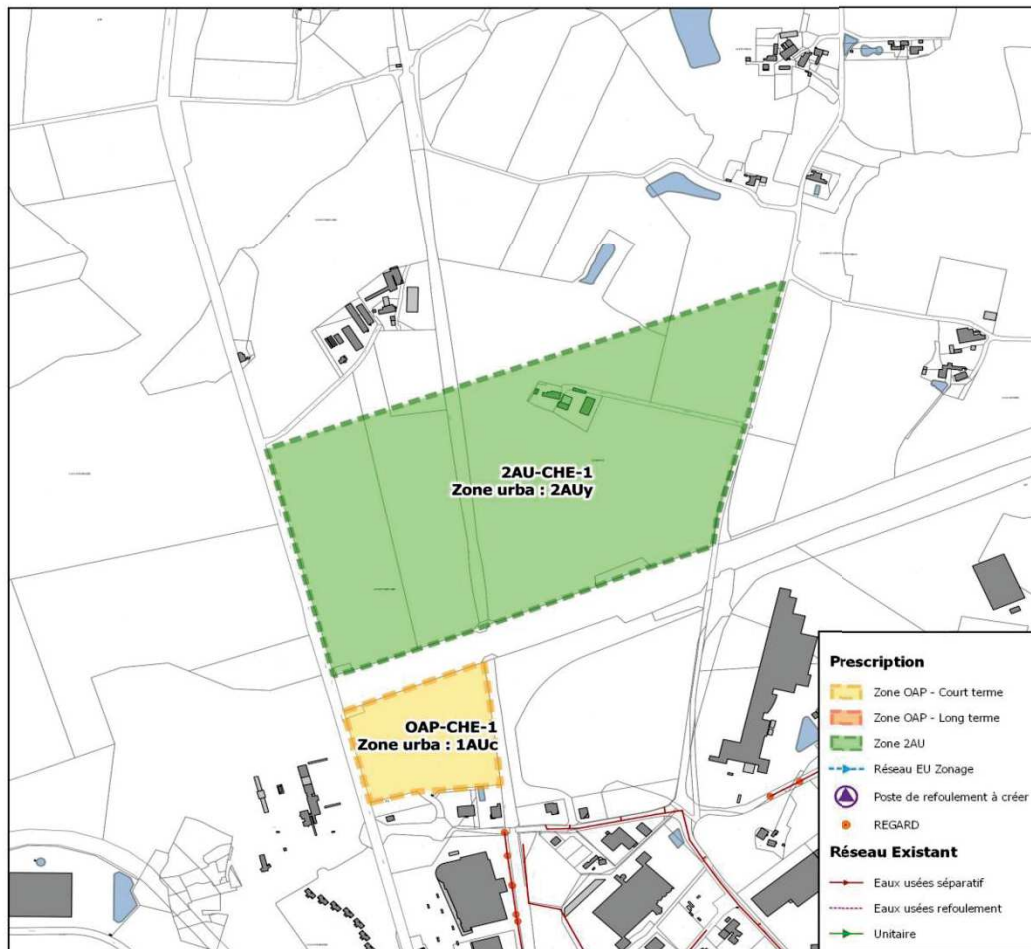 2AU-CHE-1
Zone urba : 2AUy
OAP-CHE-1
Zone urba : 1AUc
Prescription
Zone OAP - Court terme
Zone OAP - Long terme
Zone 2AU
Réseau EU Zonage
Poste de refoulement à créer
REGARD
Réseau Existant
Eaux usées séparatif
Eaux usées refoulement
Unitaire